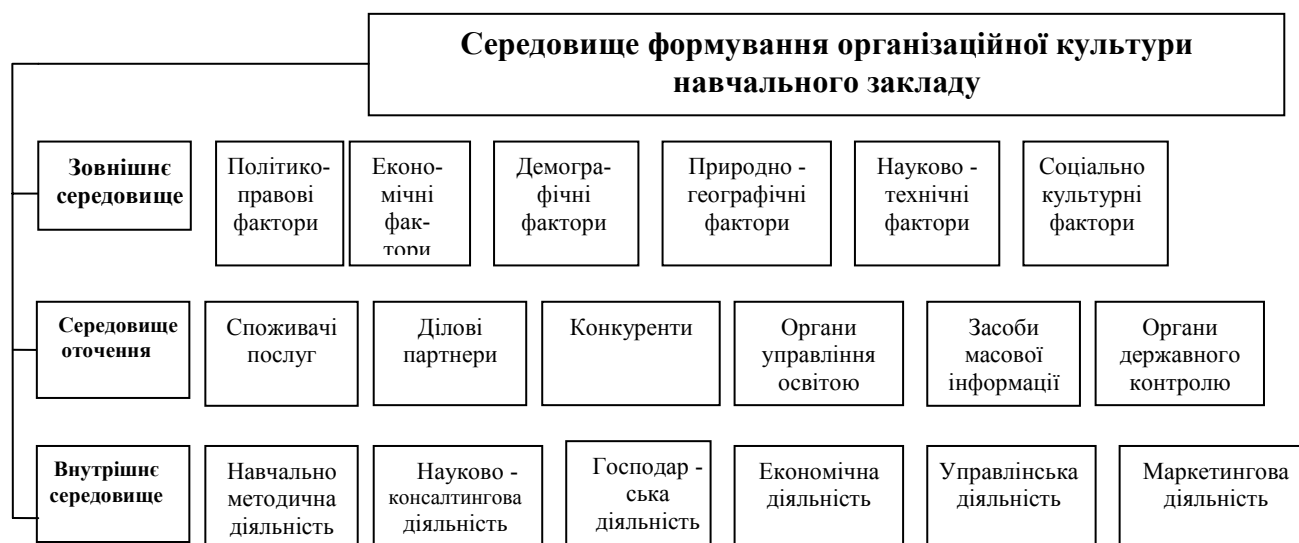 Середовище формування організаційної культури
навчального закладу
Зовнішнє
середовище
Політико-
правові
фактори
Еконо-
мічні
фак-
тори
Демогра-
фічні
фактори
Природно -
географічні
фактори
Науково -
технічні
фактори
Соціально
культурні
фактори
Середовище
оточення
Споживачі
послуг
Ділові
партнери
Конкуренти
Органи
управління
освітою
Засоби
масової
інформації
Органи
державного
контролю
Внутрішнє
середовище
Навчально
методична
діяльність
Науково -
консалтингова
діяльність
Господар -
ська
діяльність
Економічна
діяльність
Управлінська
діяльність
Маркетингова
діяльність